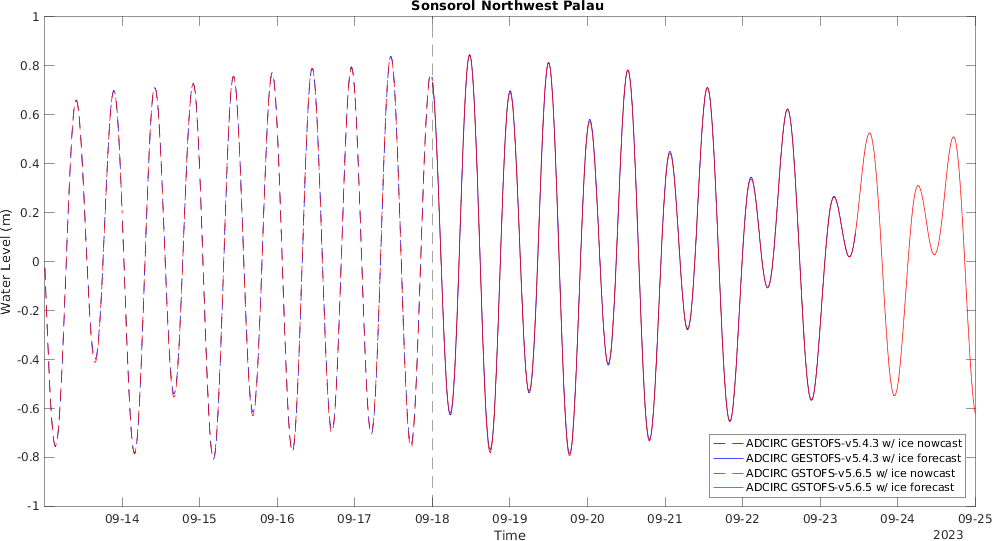 Sonsorol Northwest Palau
1
0.8
0.6
0.4
0.2
0
-0.2
-0.4
-0.6
-0.8
-1
Water Level (m)
ADCIRC GESTOFS-v5.4.3 w/ ice nowcast
ADCIRC GESTOFS-v5.4.3 w/ ice forecast
ADCIRC GSTOFS-v5.6.5 w/ ice nowcast
ADCIRC GSTOFS-v5.6.5 w/ ice forecast
09-14 09-15 09-16 09-17 09-18 09-19 09-20 09-21 09-22 09-23 09-24 09-25
Time
2023